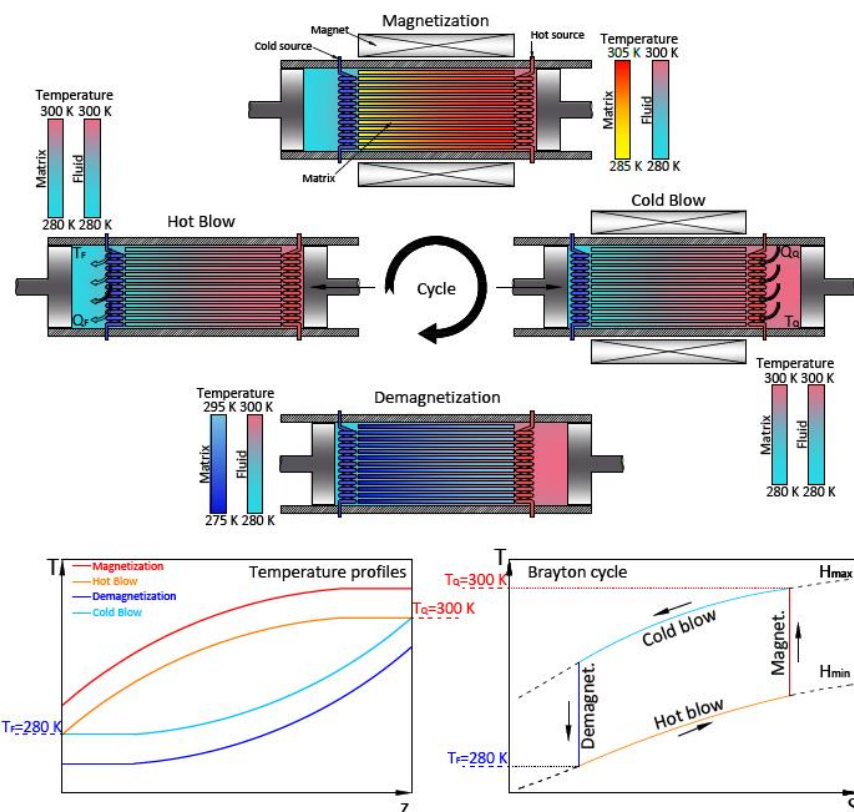 Magnetization
Magnet
Cold source
Hot source
Matrix
Temperature
305 K 300 K
Matrix
Fluid
285 K 280 K
Temperature
300 K 300 K
Matrix
Fluid
280 K 280 K
Hot Blow
TF
QF
Cycle
Cold Blow
QQ
TQ
Temperature
300 K 300 K
Matrix
Fluid
280 K 280 K
Demagnetization
Temperature
295 K 300 K
Matrix
Fluid
275 K 280 K
T
Magnetization
Hot Blow
Demagnetization
Cold Blow
Temperature profiles
TQ=300 K
TF=280 K
z
T
Brayton cycle
TQ=300 K
Hmax
Cold blow
Magnet.
Hmin
Demagnet.
Hot blow
TF=280 K
S